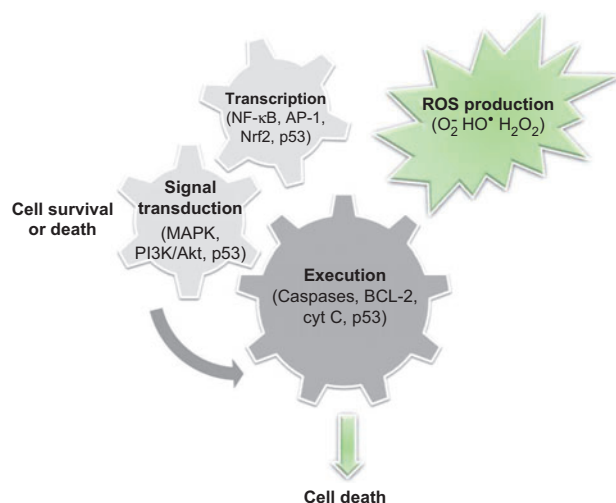 Transcription
(NF-κB, AP-1,
Nrf2, p53)
ROS production
(O₂⁻ HO• H₂O₂)
Signal
transduction
(MAPK,
PI3K/Akt, p53)
Cell survival
or death
Execution
(Caspases, BCL-2,
cyt C, p53)
Cell death